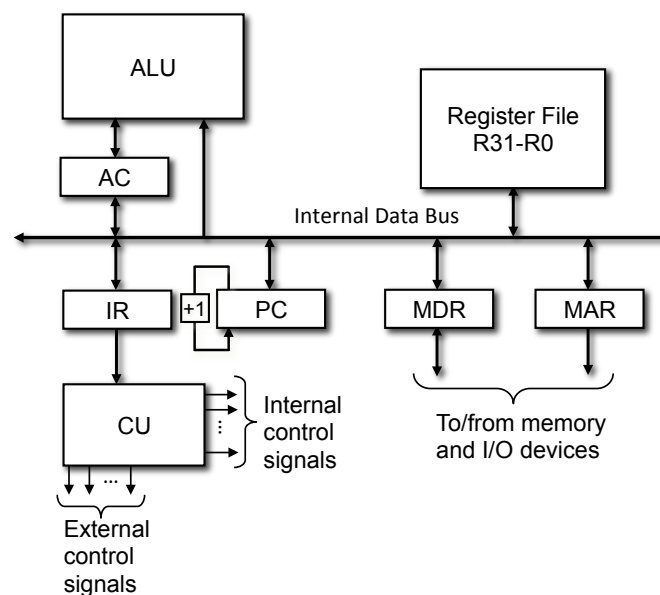 ALU
Register File
R31-R0
AC
Internal Data Bus
IR
+1
PC
MDR
MAR
CU
...
Internal
control
signals
To/from memory
and I/O devices
...
External
control
signals